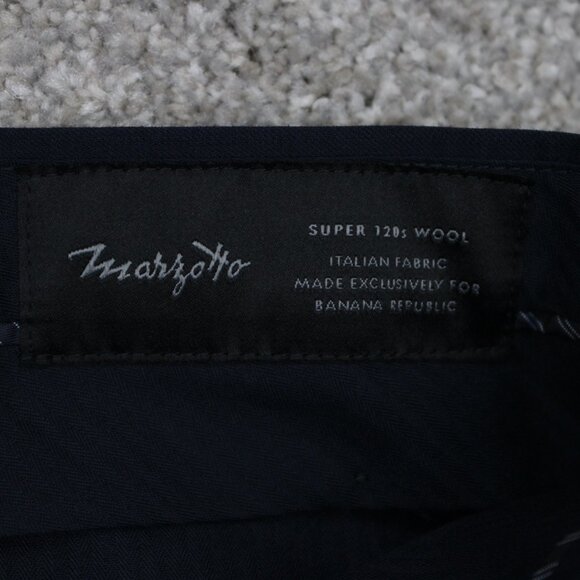 Marzotto
SUPER 120s WOOL
ITALIAN FABRIC
MADE EXCLUSIVELY FOR
BANANA REPUBLIC